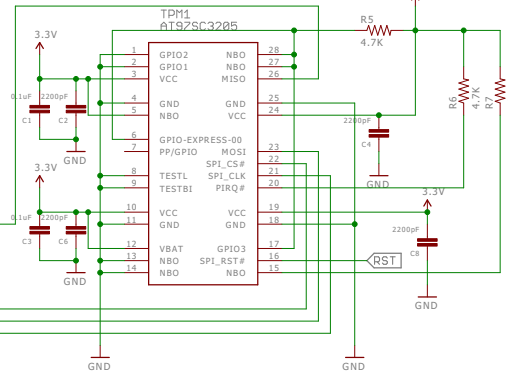 TPM1
AT97SC3205
R5
4.7K
3.3V
1 GPIO2 NBO 28
2 GPIO1 NBO 27
3 VCC MISO 26
0.1uF 2200pF
C1 C2
4 GND GND 25
5 NBO VCC 24
2200pF
C4
R6
4.7K
R7
6 GPIO-EXPRESS-00
7 PP/GPIO MOSI 23
SPI_CS# 22
8 TESTL SPI_CLK 21
9 TESTBI PIRQ# 20
GND
3.3V
GND
3.3V
10 VCC VCC 19
11 GND GND 18
0.1uF 2200pF
C3 C6
2200pF
C8
12 VBAT GPIO3 17
13 NBO SPI_RST# 16
RST
14 NBO NBO 15
GND
GND
GND
GND